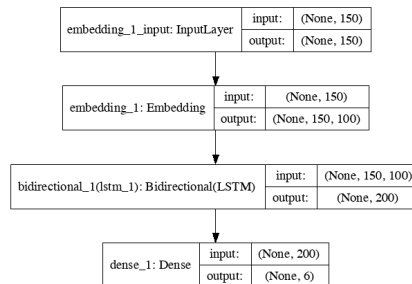 embedding_1_input: InputLayer
input: (None, 150)
output: (None, 150)
embedding_1: Embedding
input: (None, 150)
output: (None, 150, 100)
bidirectional_1(lstm_1): Bidirectional(LSTM)
input: (None, 150, 100)
output: (None, 200)
dense_1: Dense
input: (None, 200)
output: (None, 6)